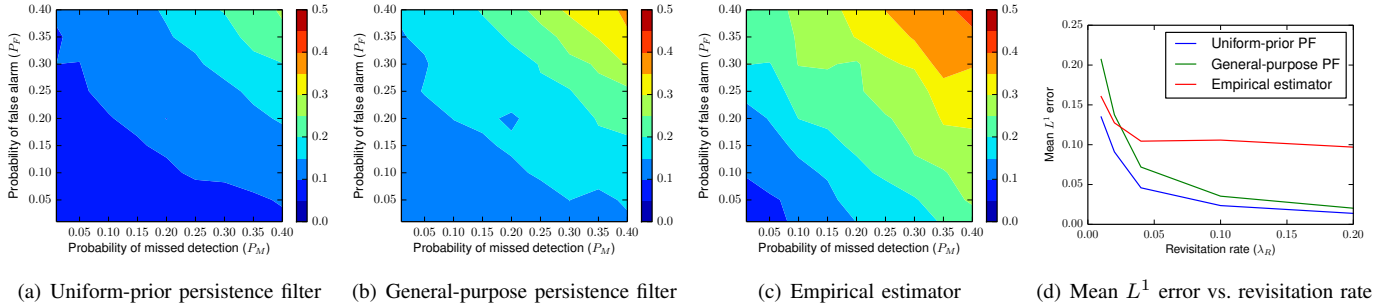 0.40
0.35
0.30
0.25
0.20
0.15
0.10
0.05
Probability of false alarm (P_F)
0.05 0.10 0.15 0.20 0.25 0.30 0.35 0.40
Probability of missed detection (P_M)
0.5
0.4
0.3
0.2
0.1
0.0
(a) Uniform-prior persistence filter
0.40
0.35
0.30
0.25
0.20
0.15
0.10
0.05
Probability of false alarm (P_F)
0.05 0.10 0.15 0.20 0.25 0.30 0.35 0.40
Probability of missed detection (P_M)
0.5
0.4
0.3
0.2
0.1
0.0
(b) General-purpose persistence filter
0.40
0.35
0.30
0.25
0.20
0.15
0.10
0.05
Probability of false alarm (P_F)
0.05 0.10 0.15 0.20 0.25 0.30 0.35 0.40
Probability of missed detection (P_M)
0.5
0.4
0.3
0.2
0.1
0.0
(c) Empirical estimator
0.25
0.20
0.15
0.10
0.05
0.00
Mean L^1 error
Uniform-prior PF
General-purpose PF
Empirical estimator
0.00 0.05 0.10 0.15 0.20
Revisitation rate (λ_R)
(d) Mean L^1 error vs. revisitation rate